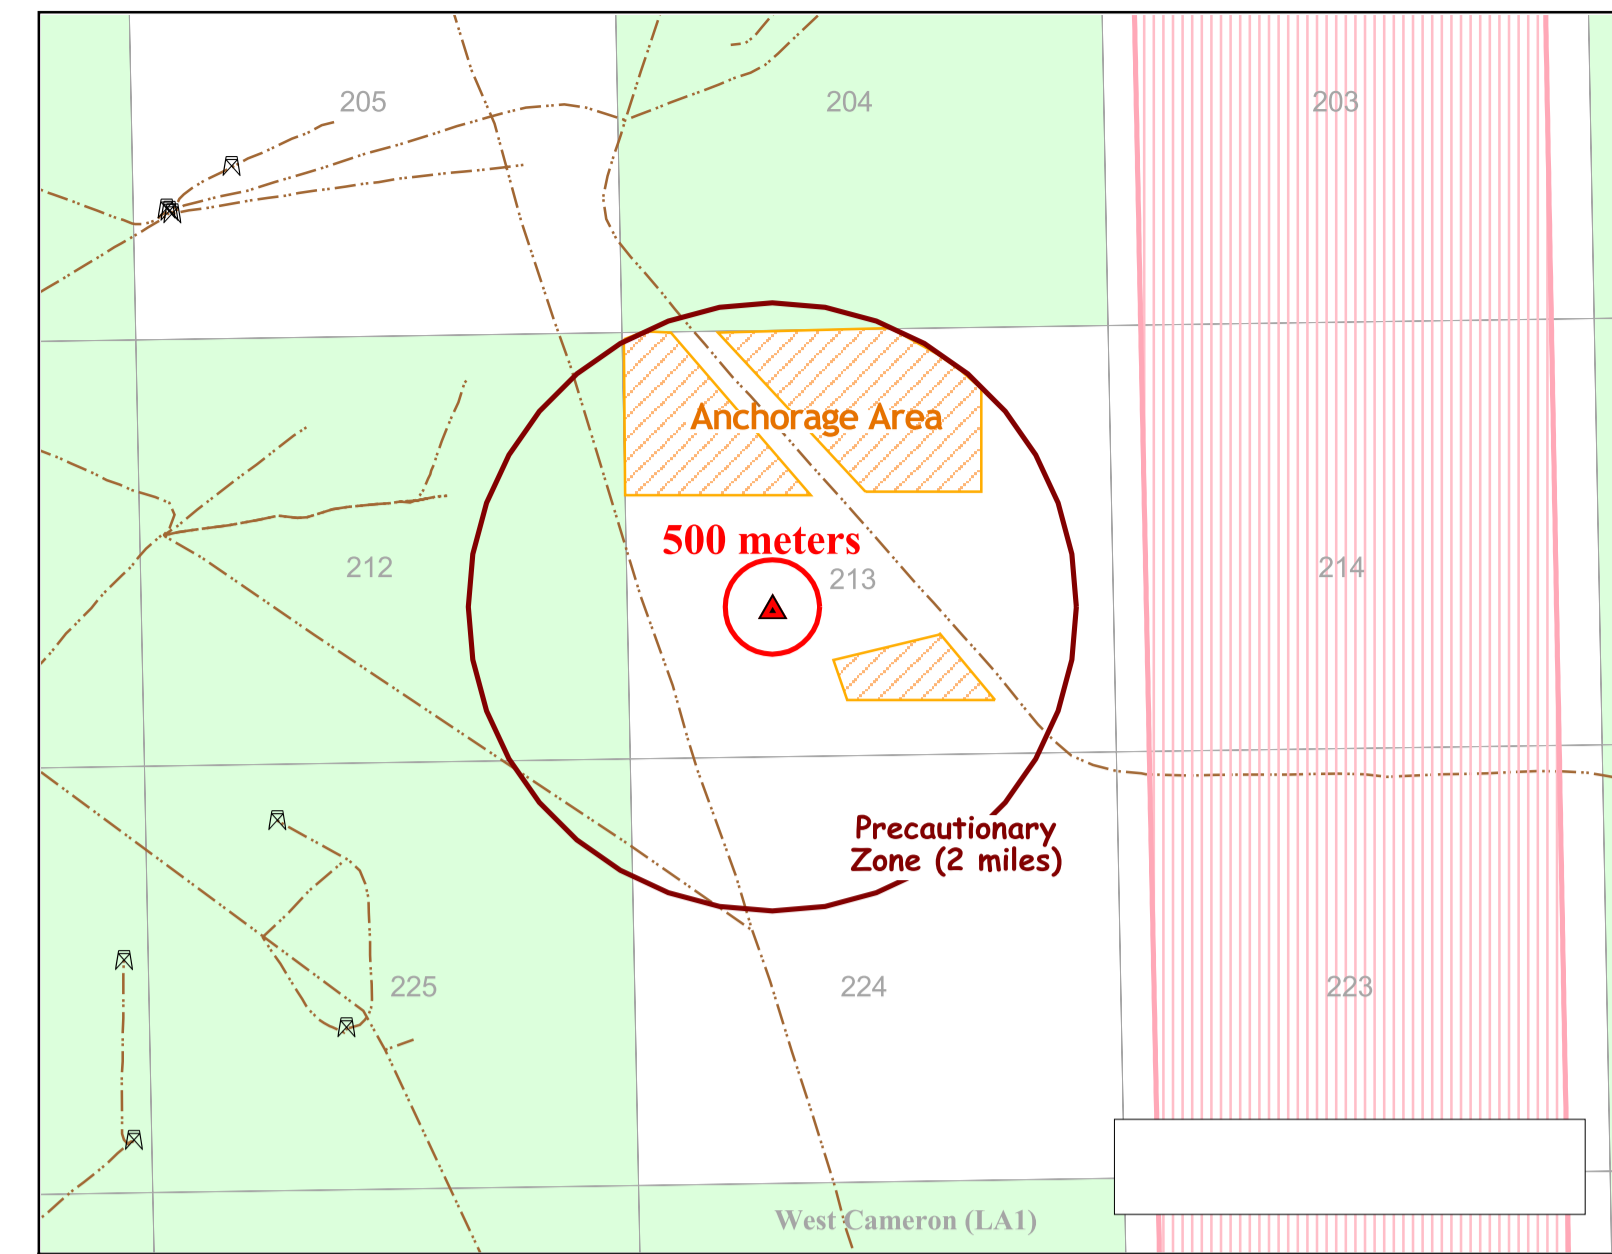 205
204
203
Anchorage Area
500 meters
212
213
214
Precautionary
Zone (2 miles)
225
224
223
West Cameron (LA1)